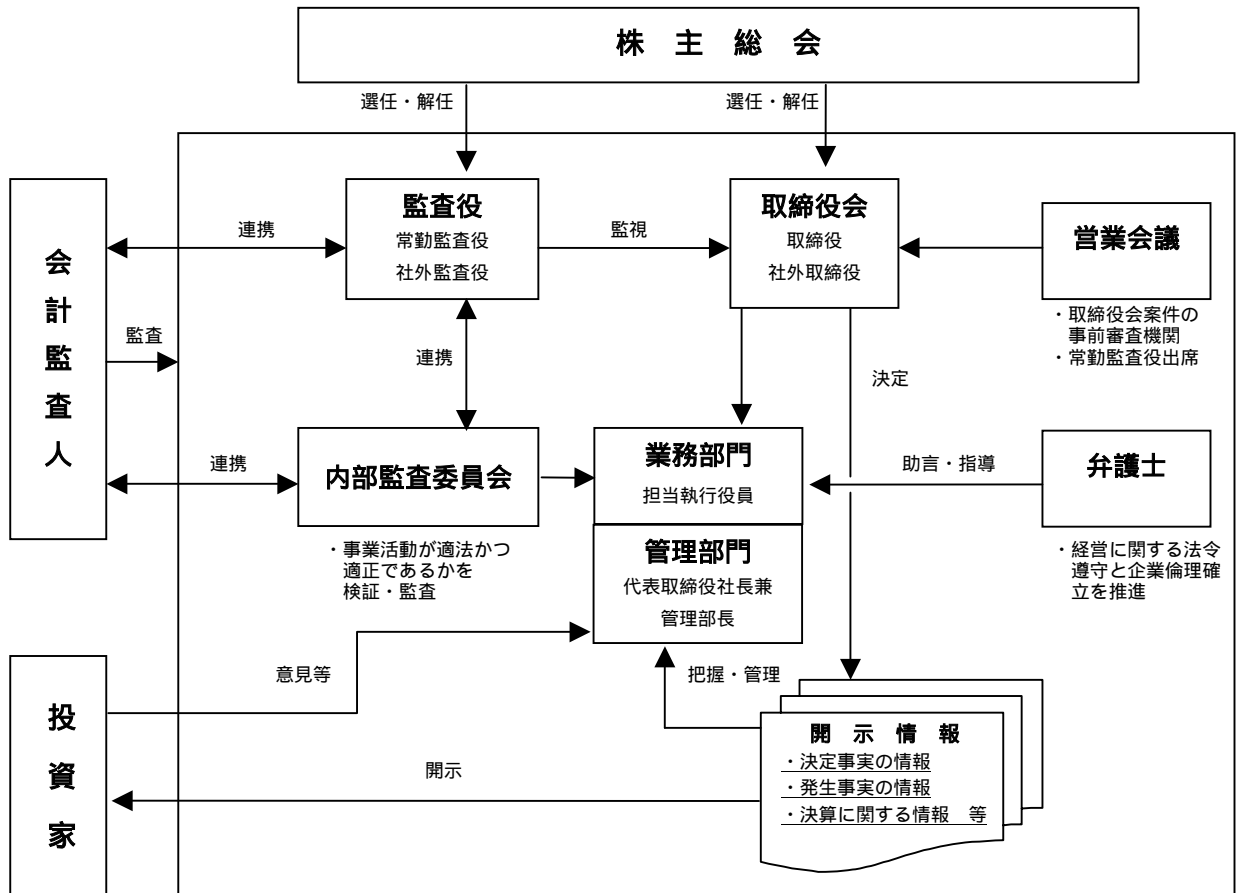 株 主 総 会
選任・解任
選任・解任
会計監査人
連携
監査役
常勤監査役
社外監査役
監視
取締役会
取締役
社外取締役
営業会議
・取締役会案件の
事前審査機関
・常勤監査役出席
監査
連携
決定
連携
内部監査委員会
・事業活動が適法かつ
適正であるかを
検証・監査
業務部門
担当執行役員
管理部門
代表取締役社長兼
管理部長
助言・指導
弁護士
・経営に関する法令
遵守と企業倫理確
立を推進
投資家
意見等
把握・管理
開 示 情 報
・決定事実の情報
・発生事実の情報
・決算に関する情報 等
開示